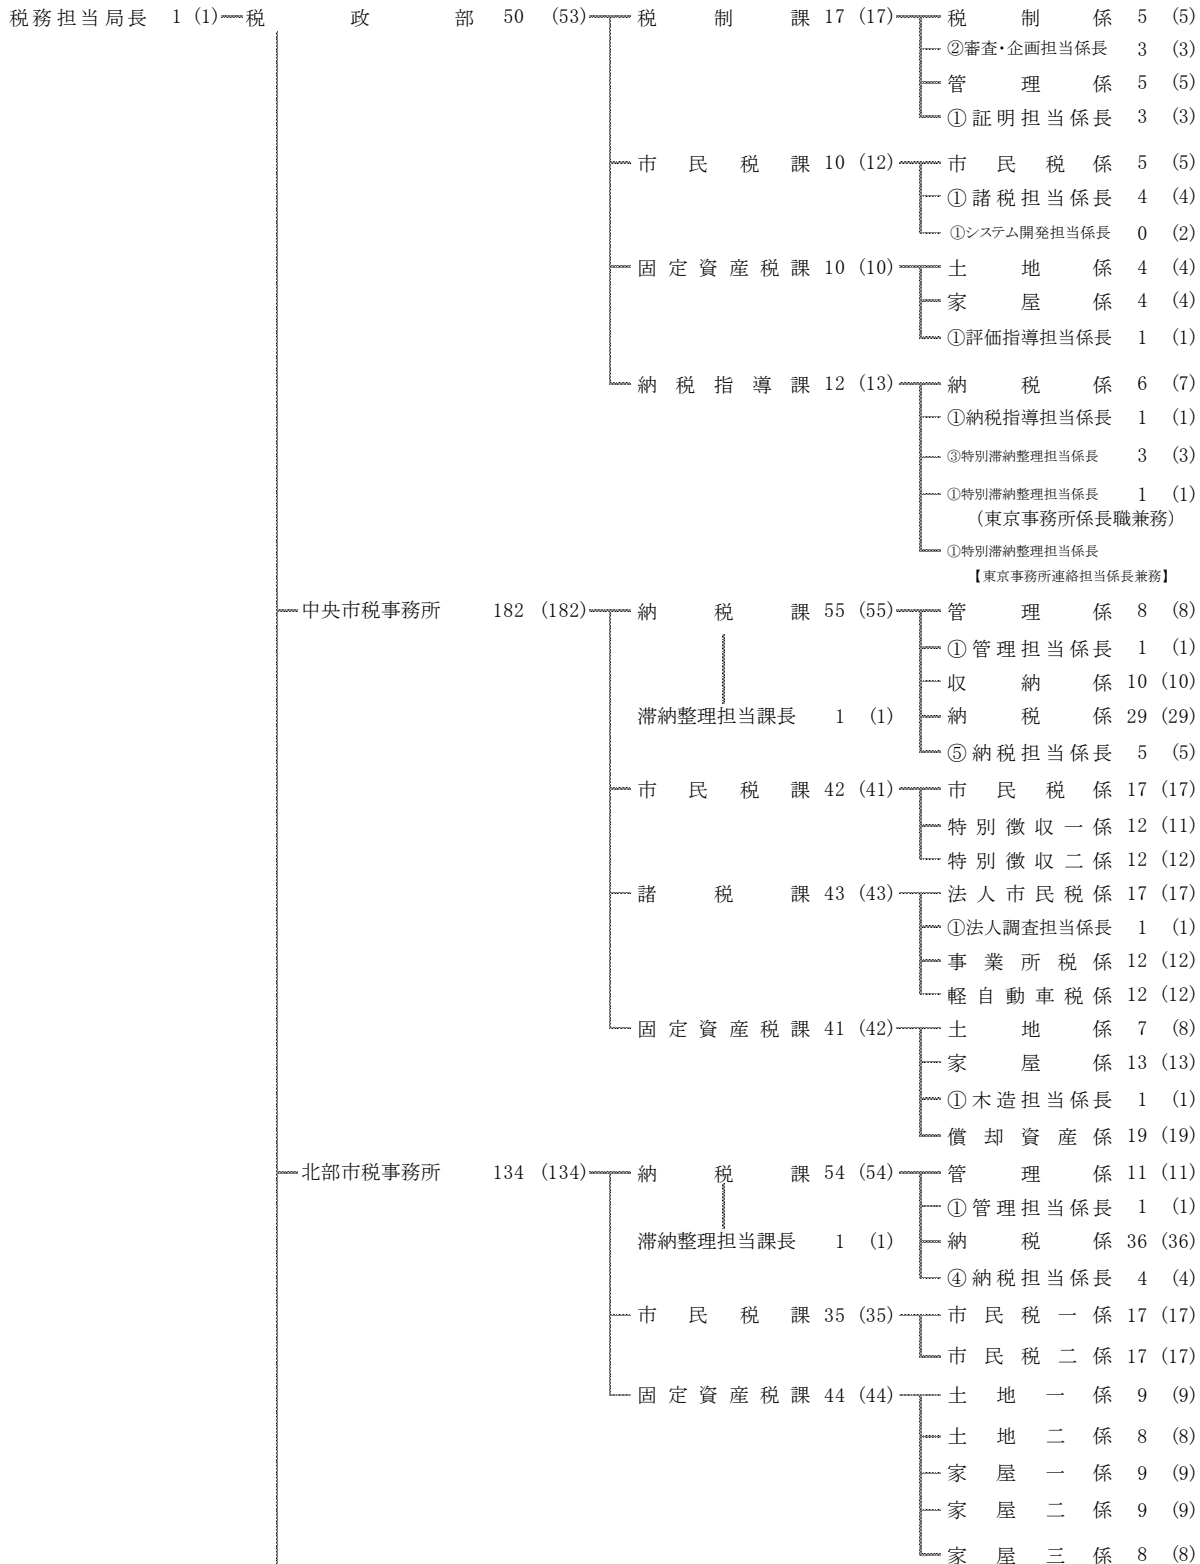 税務担当局長 1 (1) 税政部 50 (53) 税制課 17 (17) 税制係 5 (5)
②審査・企画担当係長 3 (3)
管理係 5 (5)
①証明担当係長 3 (3)
市民税課 10 (12) 市民税係 5 (5)
①諸税担当係長 4 (4)
①システム開発担当係長 0 (2)
固定資産税課 10 (10) 土地係 4 (4)
家屋係 4 (4)
①評価指導担当係長 1 (1)
納税指導課 12 (13) 納税係 6 (7)
①納税指導担当係長 1 (1)
③特別滞納整理担当係長 3 (3)
①特別滞納整理担当係長 1 (1)
(東京事務所係長職兼務)
①特別滞納整理担当係長
【東京事務所連絡担当係長兼務】
中央市税事務所 182 (182) 納税課 55 (55) 管理係 8 (8)
①管理担当係長 1 (1)
収納係 10 (10)
滞納整理担当課長 1 (1) 納税係 29 (29)
⑤納税担当係長 5 (5)
市民税課 42 (41) 市民税係 17 (17)
特別徴収一係 12 (11)
特別徴収二係 12 (12)
諸税課 43 (43) 法人市民税係 17 (17)
①法人調査担当係長 1 (1)
事業所税係 12 (12)
軽自動車税係 12 (12)
固定資産税課 41 (42) 土地係 7 (8)
家屋係 13 (13)
①木造担当係長 1 (1)
償却資産係 19 (19)
北部市税事務所 134 (134) 納税課 54 (54) 管理係 11 (11)
①管理担当係長 1 (1)
滞納整理担当課長 1 (1) 納税係 36 (36)
④納税担当係長 4 (4)
市民税課 35 (35) 市民税一係 17 (17)
市民税二係 17 (17)
固定資産税課 44 (44) 土地一係 9 (9)
土地二係 8 (8)
家屋一係 9 (9)
家屋二係 9 (9)
家屋三係 8 (8)